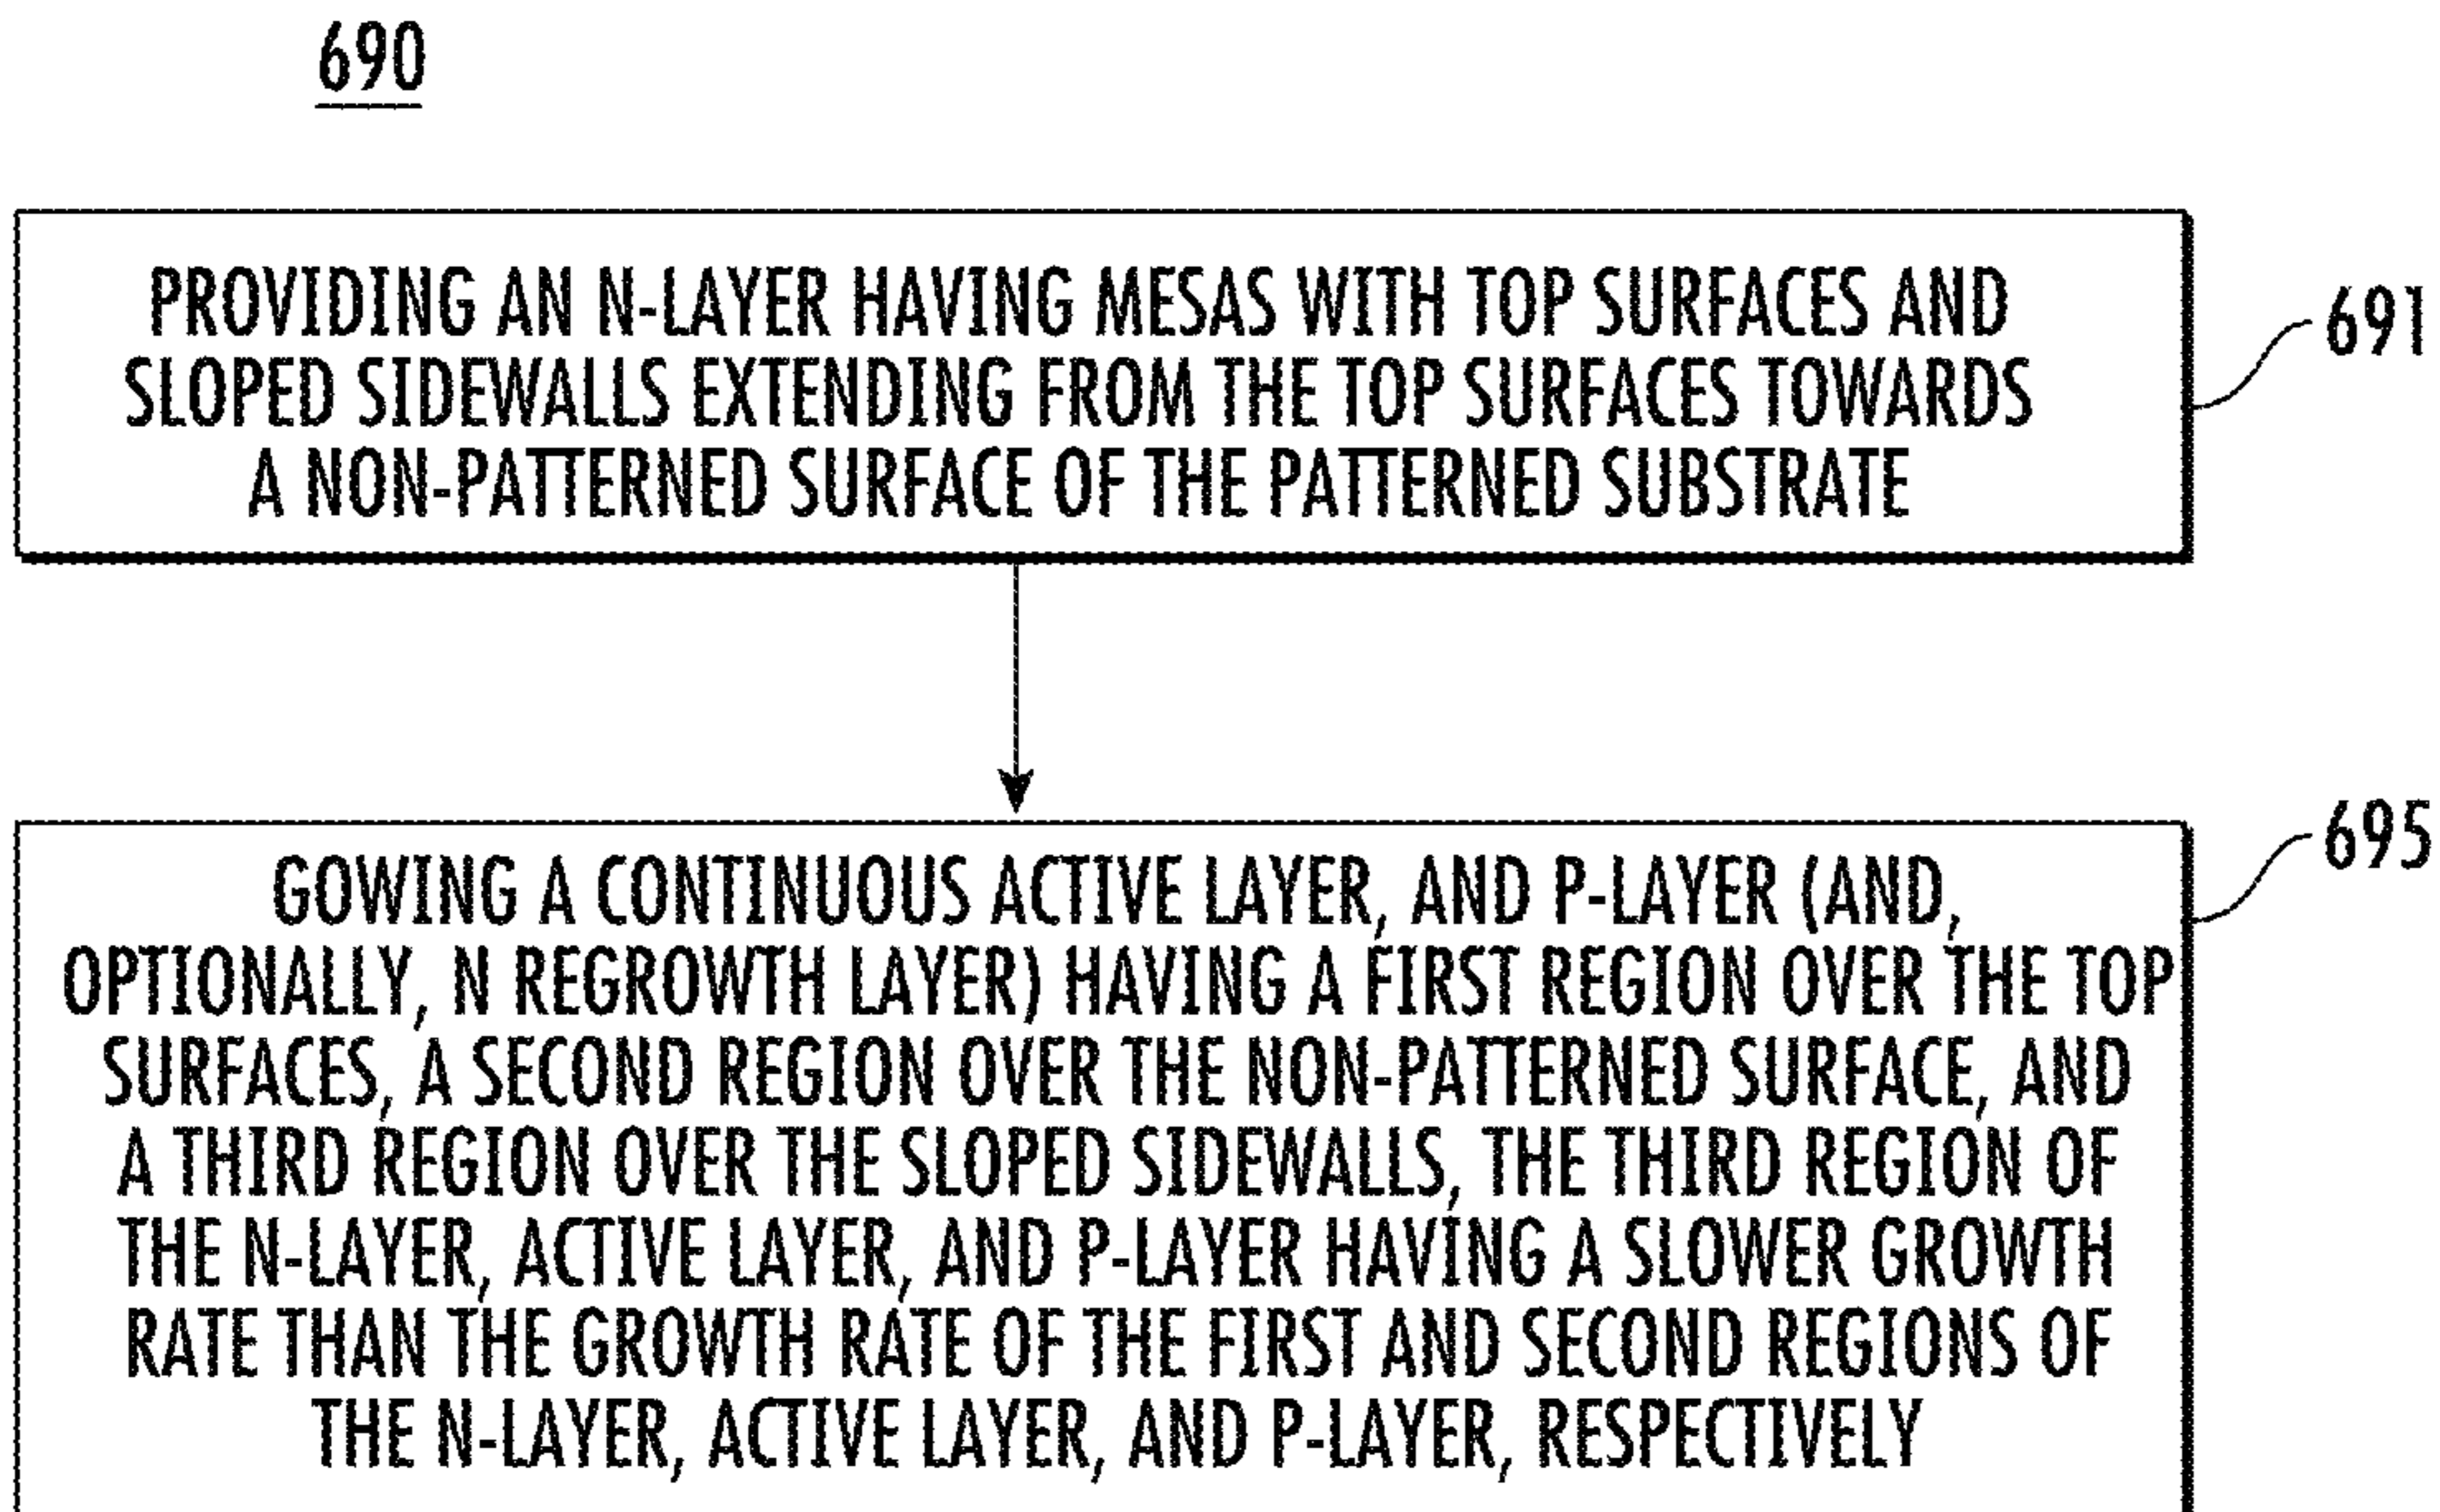 690
PROVIDING AN N-LAYER HAVING MESAS WITH TOP SURFACES AND
SLOPED SIDEWALLS EXTENDING FROM THE TOP SURFACES TOWARDS
A NON-PATTERNED SURFACE OF THE PATTERNED SUBSTRATE
691
GOWING A CONTINUOUS ACTIVE LAYER, AND P-LAYER (AND,
OPTIONALLY, N REGROWTH LAYER) HAVING A FIRST REGION OVER THE TOP
SURFACES, A SECOND REGION OVER THE NON-PATTERNED SURFACE, AND
A THIRD REGION OVER THE SLOPED SIDEWALLS, THE THIRD REGION OF
THE N-LAYER, ACTIVE LAYER, AND P-LAYER HAVING A SLOWER GROWTH
RATE THAN THE GROWTH RATE OF THE FIRST AND SECOND REGIONS OF
THE N-LAYER, ACTIVE LAYER, AND P-LAYER, RESPECTIVELY
695